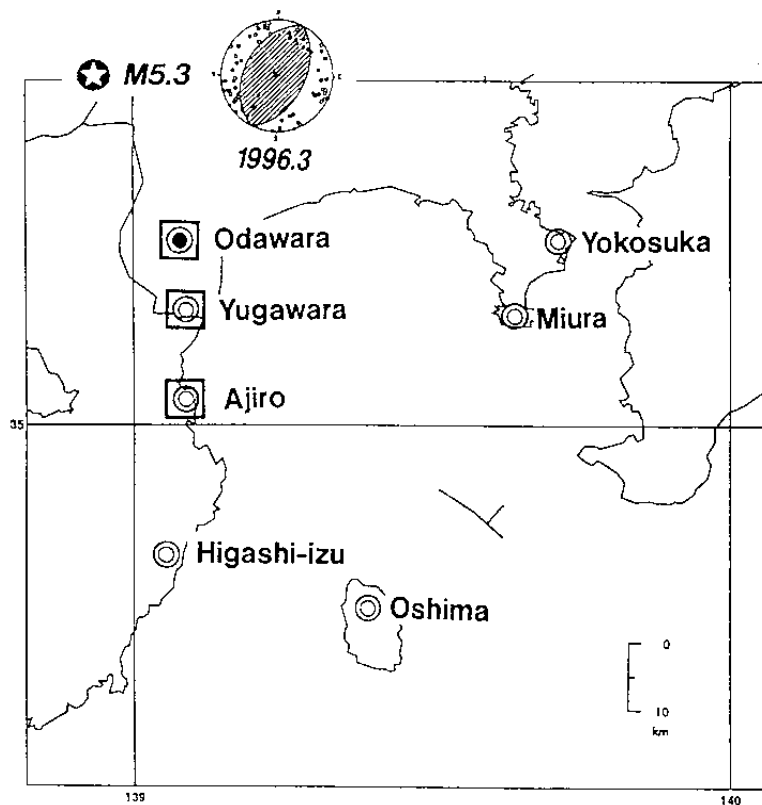 M5.3
1996.3
Odawara
Yokosuka
Yugawara
Miura
Ajiro
35
Higashi-izu
Oshima
0
10
km
139
140